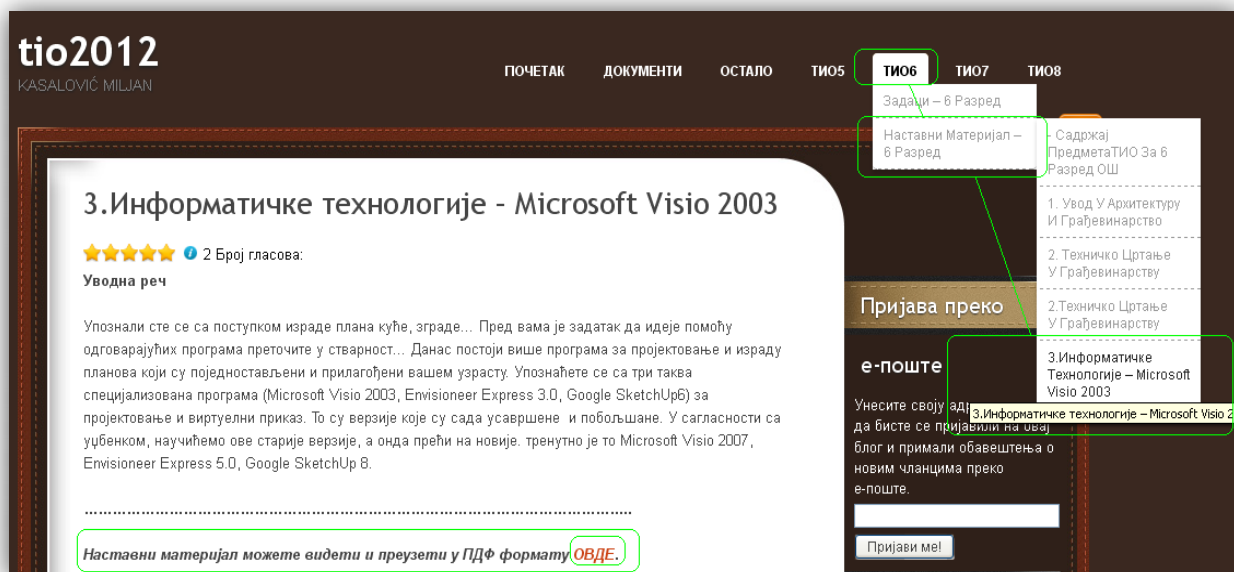 tio2012
KASALOVIĆ MILJAN
ПОЧЕТАК ДОКУМЕНТИ ОСТАЛО ТИО5 ТИО6 ТИО7 ТИО8
Задаци – 6 Разред
Наставни Материјал –
6 Разред
- Садржај
ПредметаТИО За 6
Разред ОШ
1. Увод У Архитектуру
И Грађевинарство
2. Техничко Цртање
У Грађевинарству
2.Техничко Цртање
У Грађевинарству
3.Информатичке
Технологије – Microsoft
Visio 2003
3.Информатичке технологије – Microsoft Visio 2
3.Информатичке технологије – Microsoft Visio 2003
2 Број гласова:
Уводна реч
Упознали сте се са поступком израде плана куће, зграде... Пред вама је задатак да идеје помоћу
одговарајућих програма преточите у стварност... Данас постоји више програма за пројектовање и израду
планова који су поједностављени и прилагођени вашем узрасту. Упознаћете се са три таква
специјализована програма (Microsoft Visio 2003, Envisioneer Express 3.0, Google SketchUp6) за
пројектовање и виртуелни приказ. То су верзије које су сада усавршене и побољшане. У сагласности са
уџбенком, научићемо ове старије верзије, а онда прећи на новије. тренутно је то Microsoft Visio 2007,
Envisioneer Express 5.0, Google SketchUp 8.
Наставни материјал можете видети и преузети у ПДФ формату ОВДЕ.
Пријава преко
е-поште
Унесите своју
да бисте се пријавили на овај
блог и примали обавештења о
новим чланцима преко
е-поште.
Пријави ме!